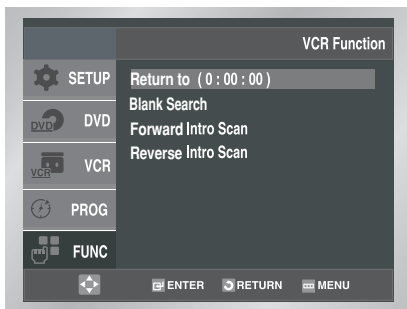 VCR Function
SETUP
Return to ( 0 : 00 : 00 )
Blank Search
DVD DVD
Forward Intro Scan
Reverse Intro Scan
VCR VCR
PROG
FUNC
ENTER RETURN MENU